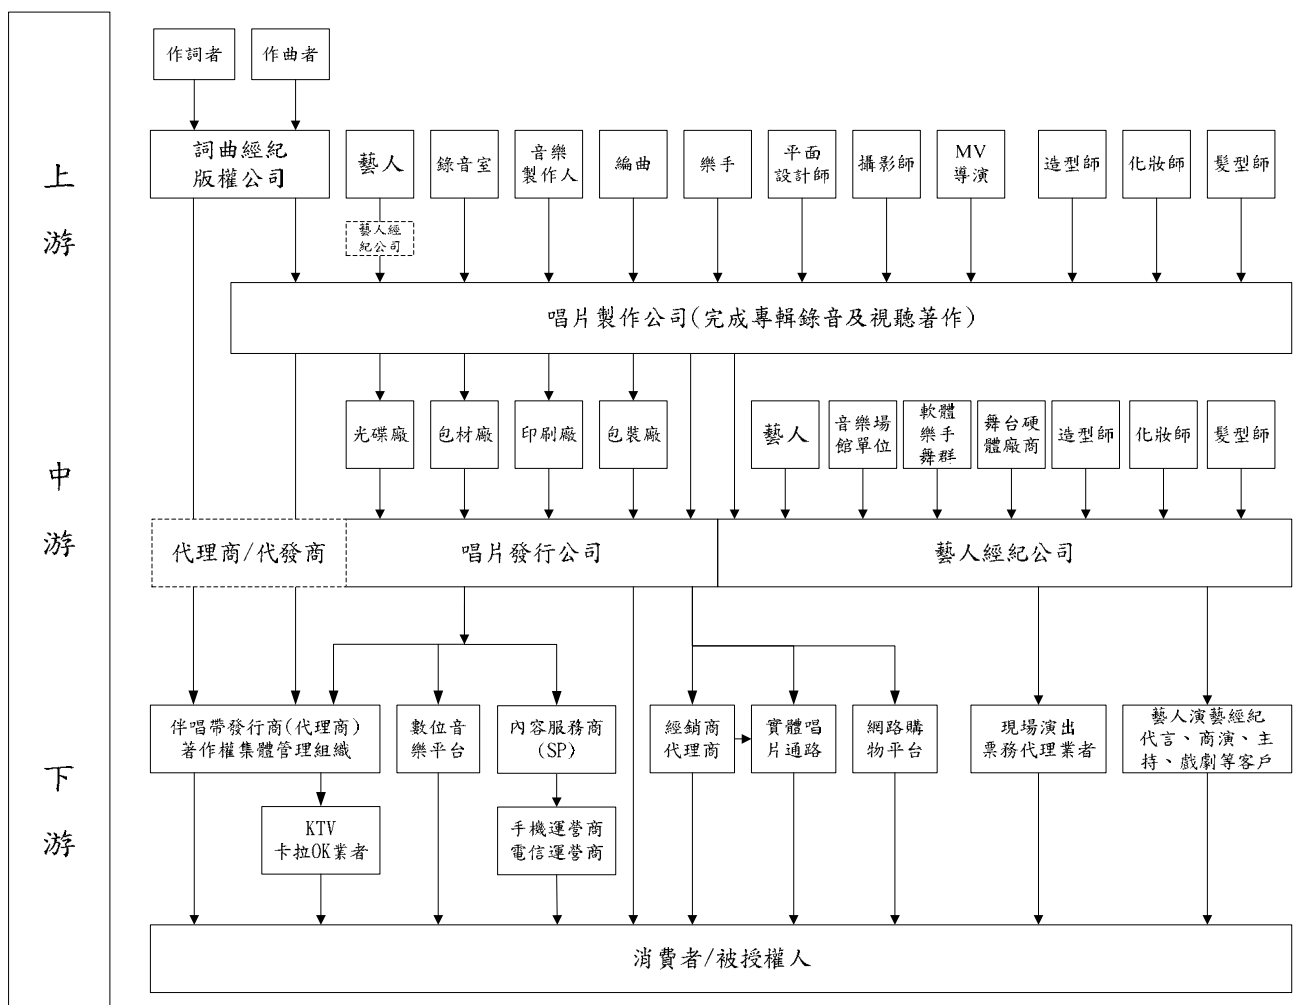 上
游
中
游
下
游
作詞者
作曲者
詞曲經紀
版權公司
藝人
錄音室
音樂
製作人
編曲
樂手
平面
設計師
攝影師
MV
導演
造型師
化妝師
髮型師
藝人經
紀公司
唱片製作公司(完成專輯錄音及視聽著作)
光碟廠
包材廠
印刷廠
包裝廠
藝人
音樂場
館單位
軟體
樂手
舞群
舞台硬
體廠商
造型師
化妝師
髮型師
代理商/代發商
唱片發行公司
藝人經紀公司
伴唱帶發行商(代理商)
著作權集體管理組織
數位音
樂平台
內容服務商
(SP)
經銷商
代理商
實體唱
片通路
網路購
物平台
現場演出
票務代理業者
藝人演藝經紀
代言、商演、主
持、戲劇等客戶
KTV
卡拉OK業者
手機運營商
電信運營商
消費者/被授權人